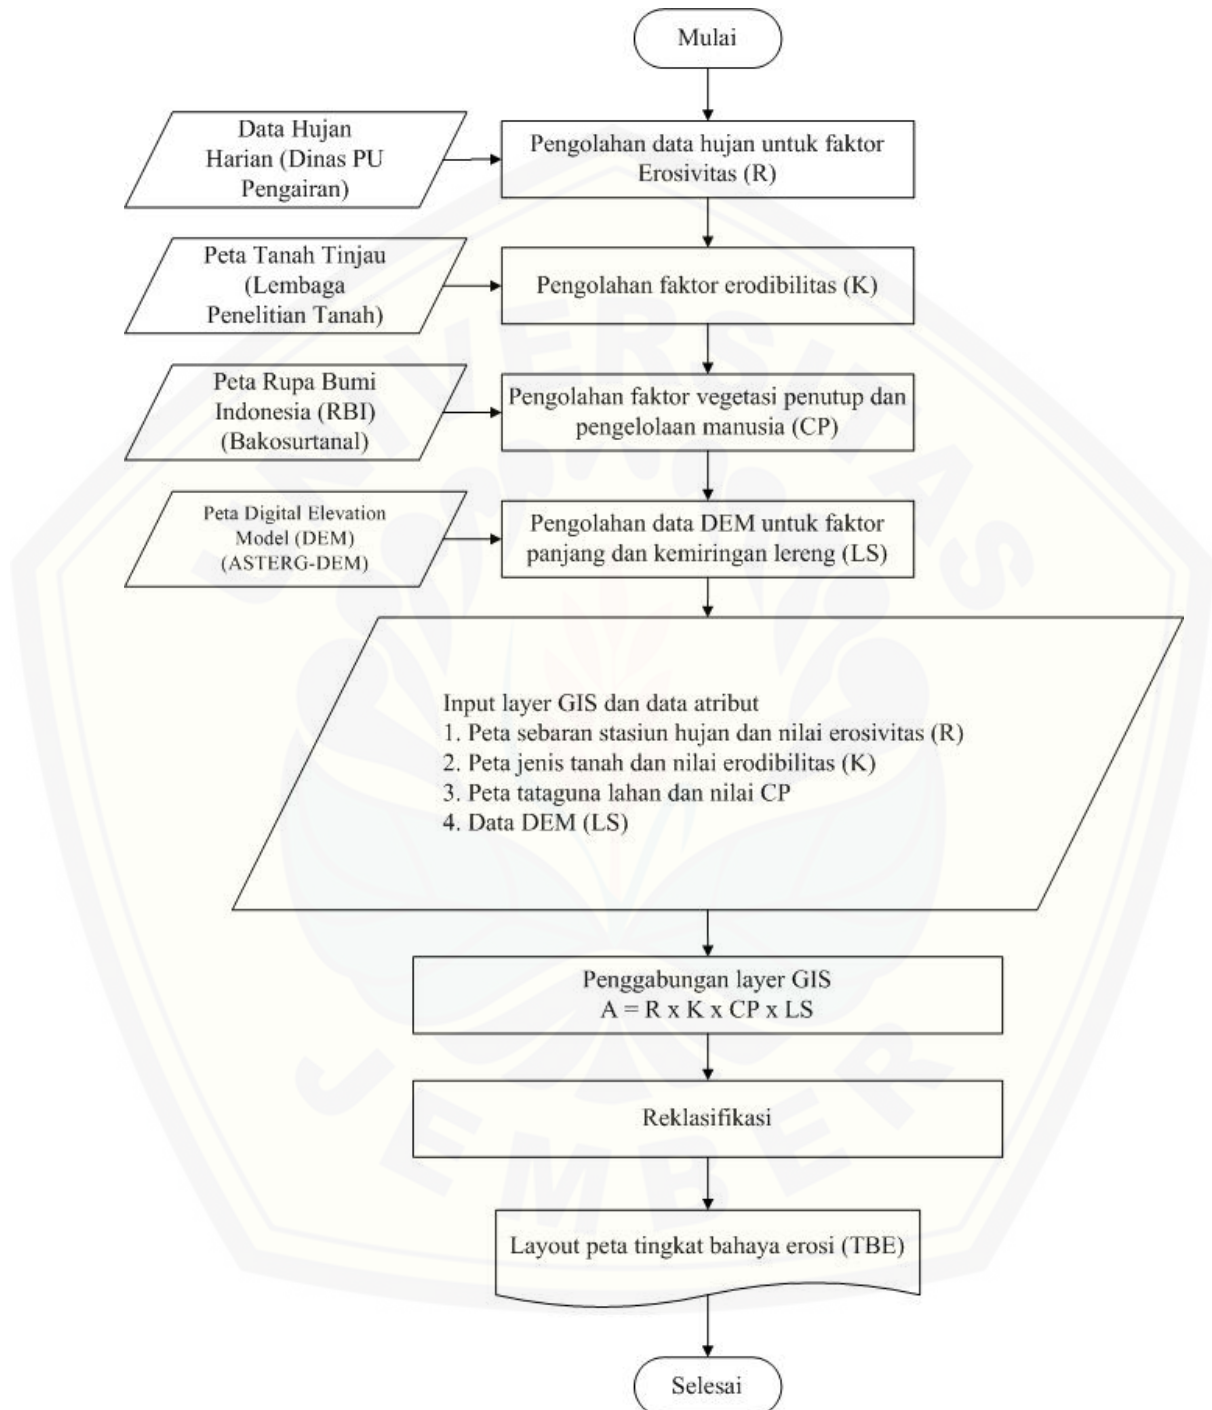 Mulai
Data Hujan
Harian (Dinas PU
Pengairan)
Pengolahan data hujan untuk faktor
Erosivitas (R)
Peta Tanah Tinjau
(Lembaga
Penelitian Tanah)
Pengolahan faktor erodibilitas (K)
Peta Rupa Bumi
Indonesia (RBI)
(Bakosurtanal)
Pengolahan faktor vegetasi penutup dan
pengelolaan manusia (CP)
Peta Digital Elevation
Model (DEM)
(ASTERG-DEM)
Pengolahan data DEM untuk faktor
panjang dan kemiringan lereng (LS)
Input layer GIS dan data atribut
1. Peta sebaran stasiun hujan dan nilai erosivitas (R)
2. Peta jenis tanah dan nilai erodibilitas (K)
3. Peta tataguna lahan dan nilai CP
4. Data DEM (LS)
Penggabungan layer GIS
A = R x K x CP x LS
Reklasifikasi
Layout peta tingkat bahaya erosi (TBE)
Selesai
UNIVERSITAS
JEMBER